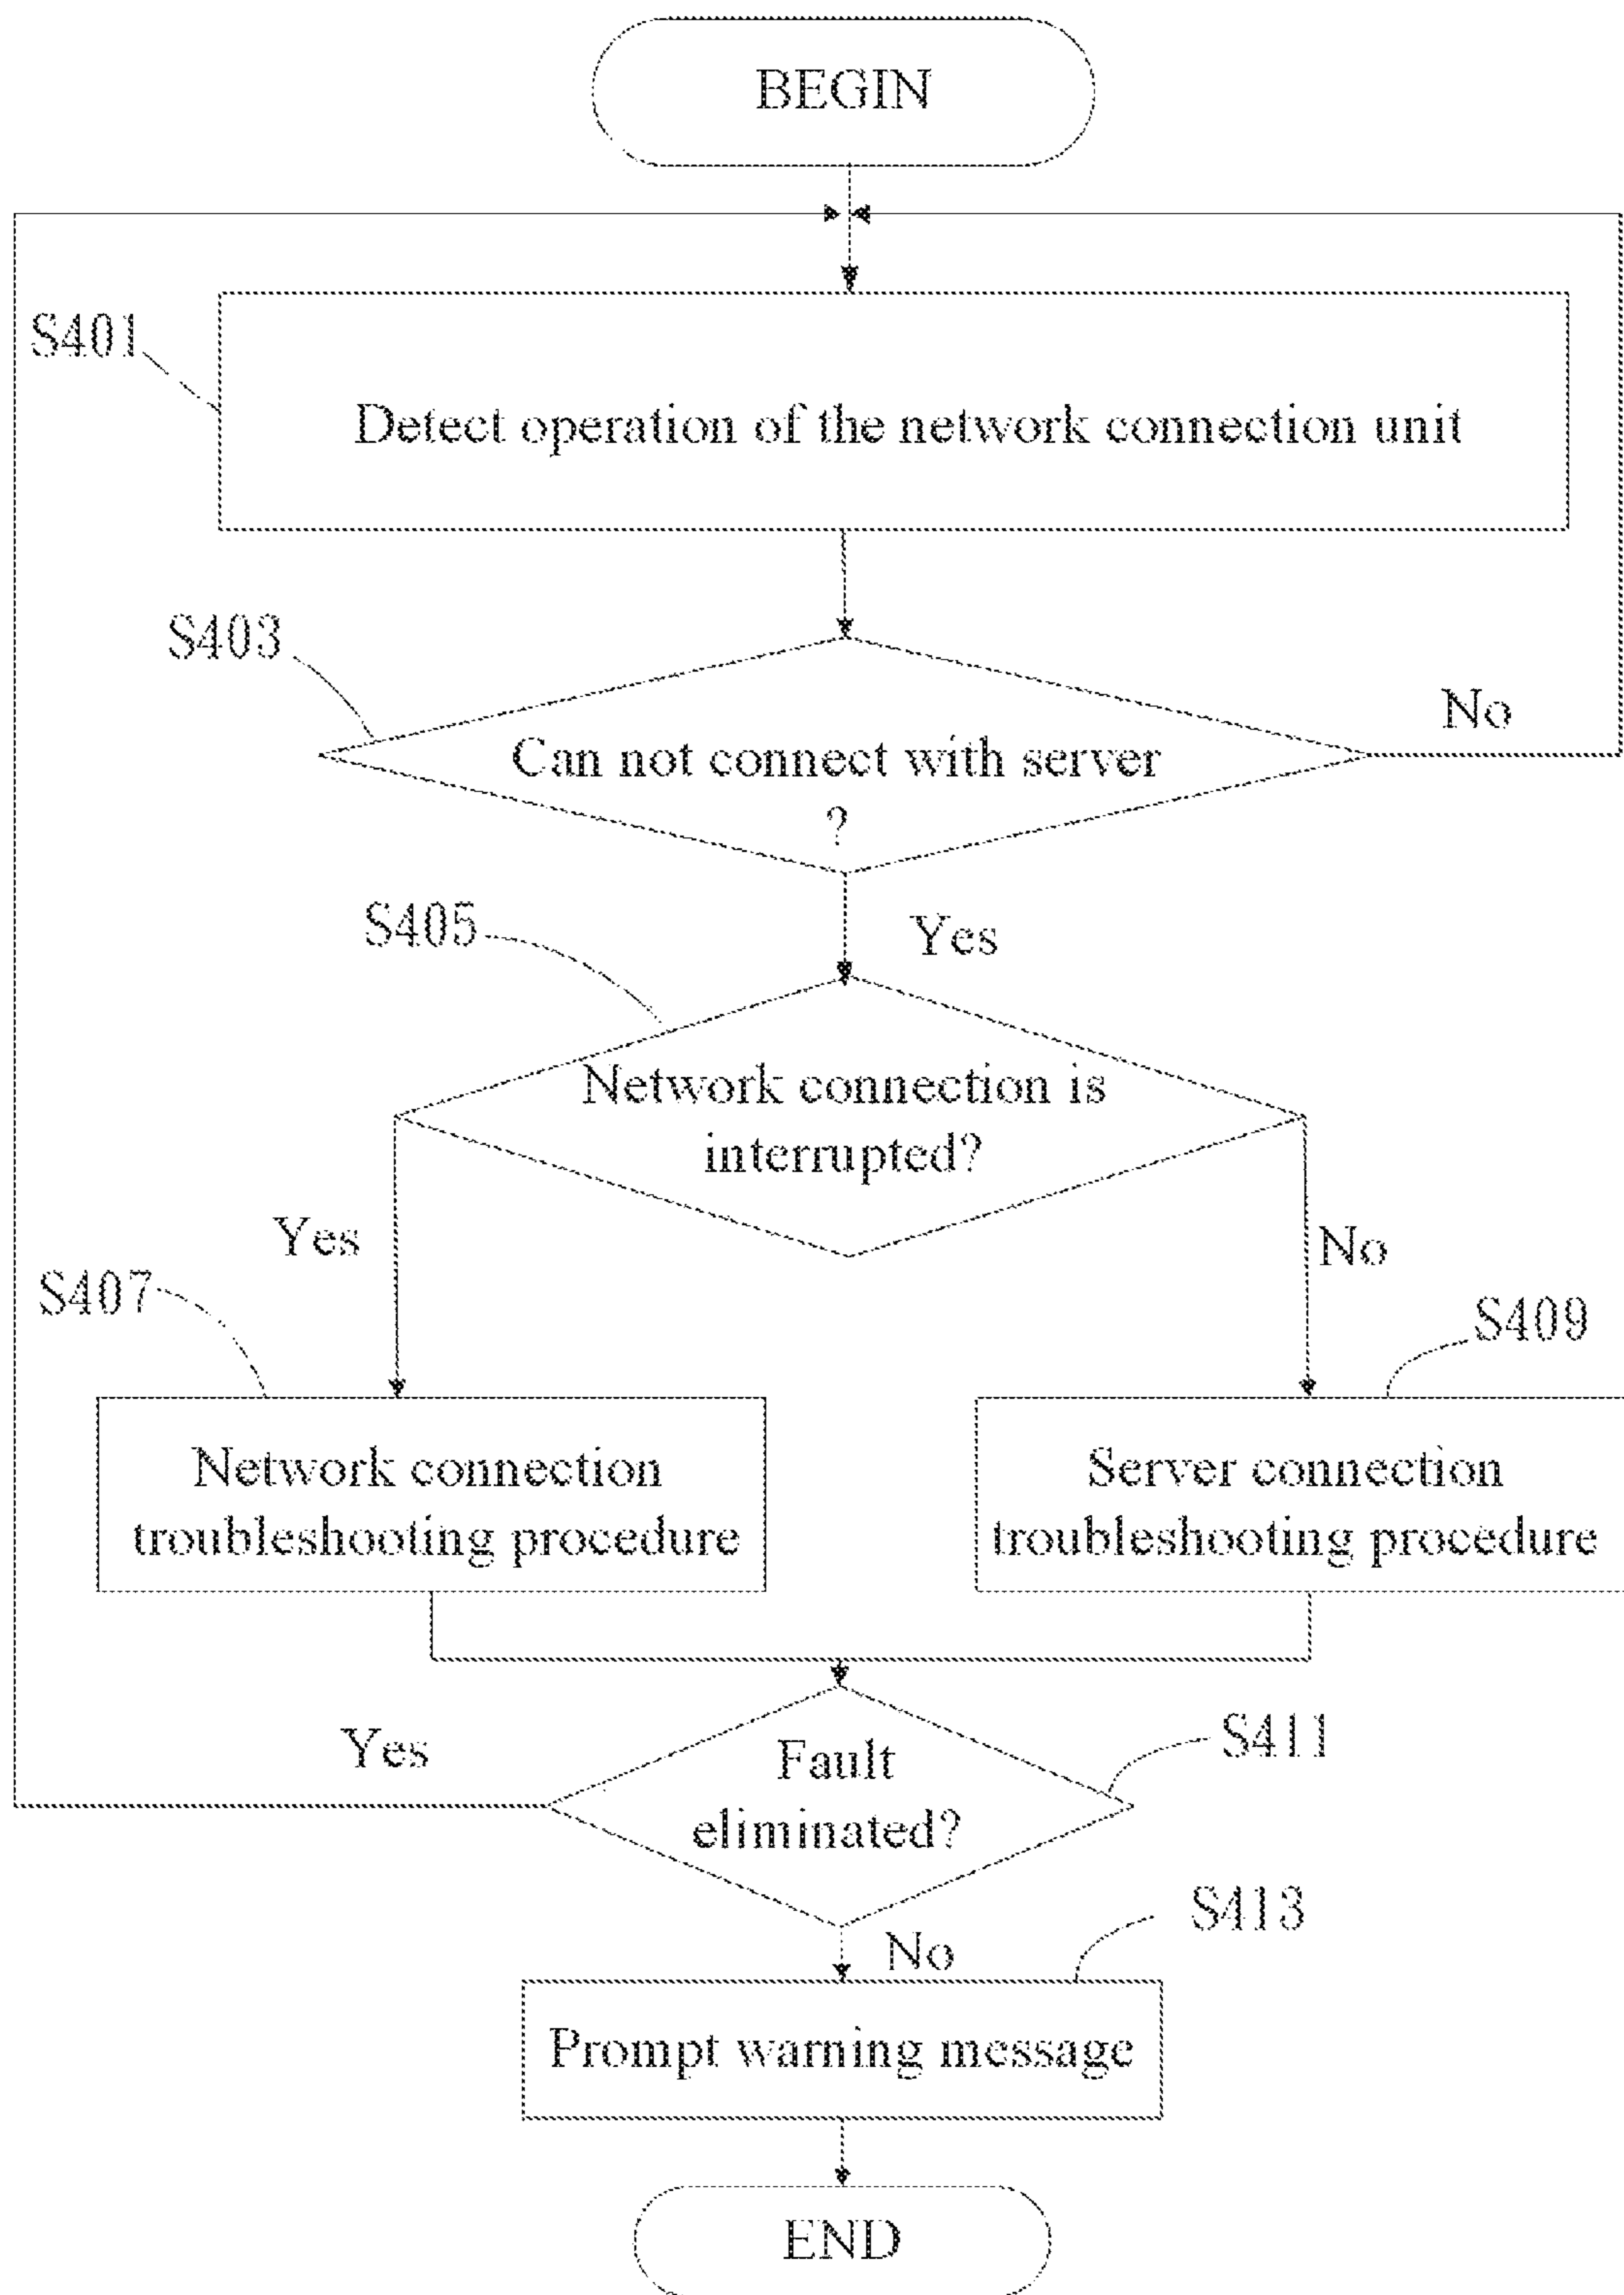 BEGIN
S401
Detect operation of the network connection unit
S403
No
Can not connect with server
?
S405
Yes
Network connection is
interrupted?
Yes
No
S407
S409
Network connection
troubleshooting procedure
Server connection
troubleshooting procedure
Yes
S411
Fault
eliminated?
S413
No
Prompt warning message
END